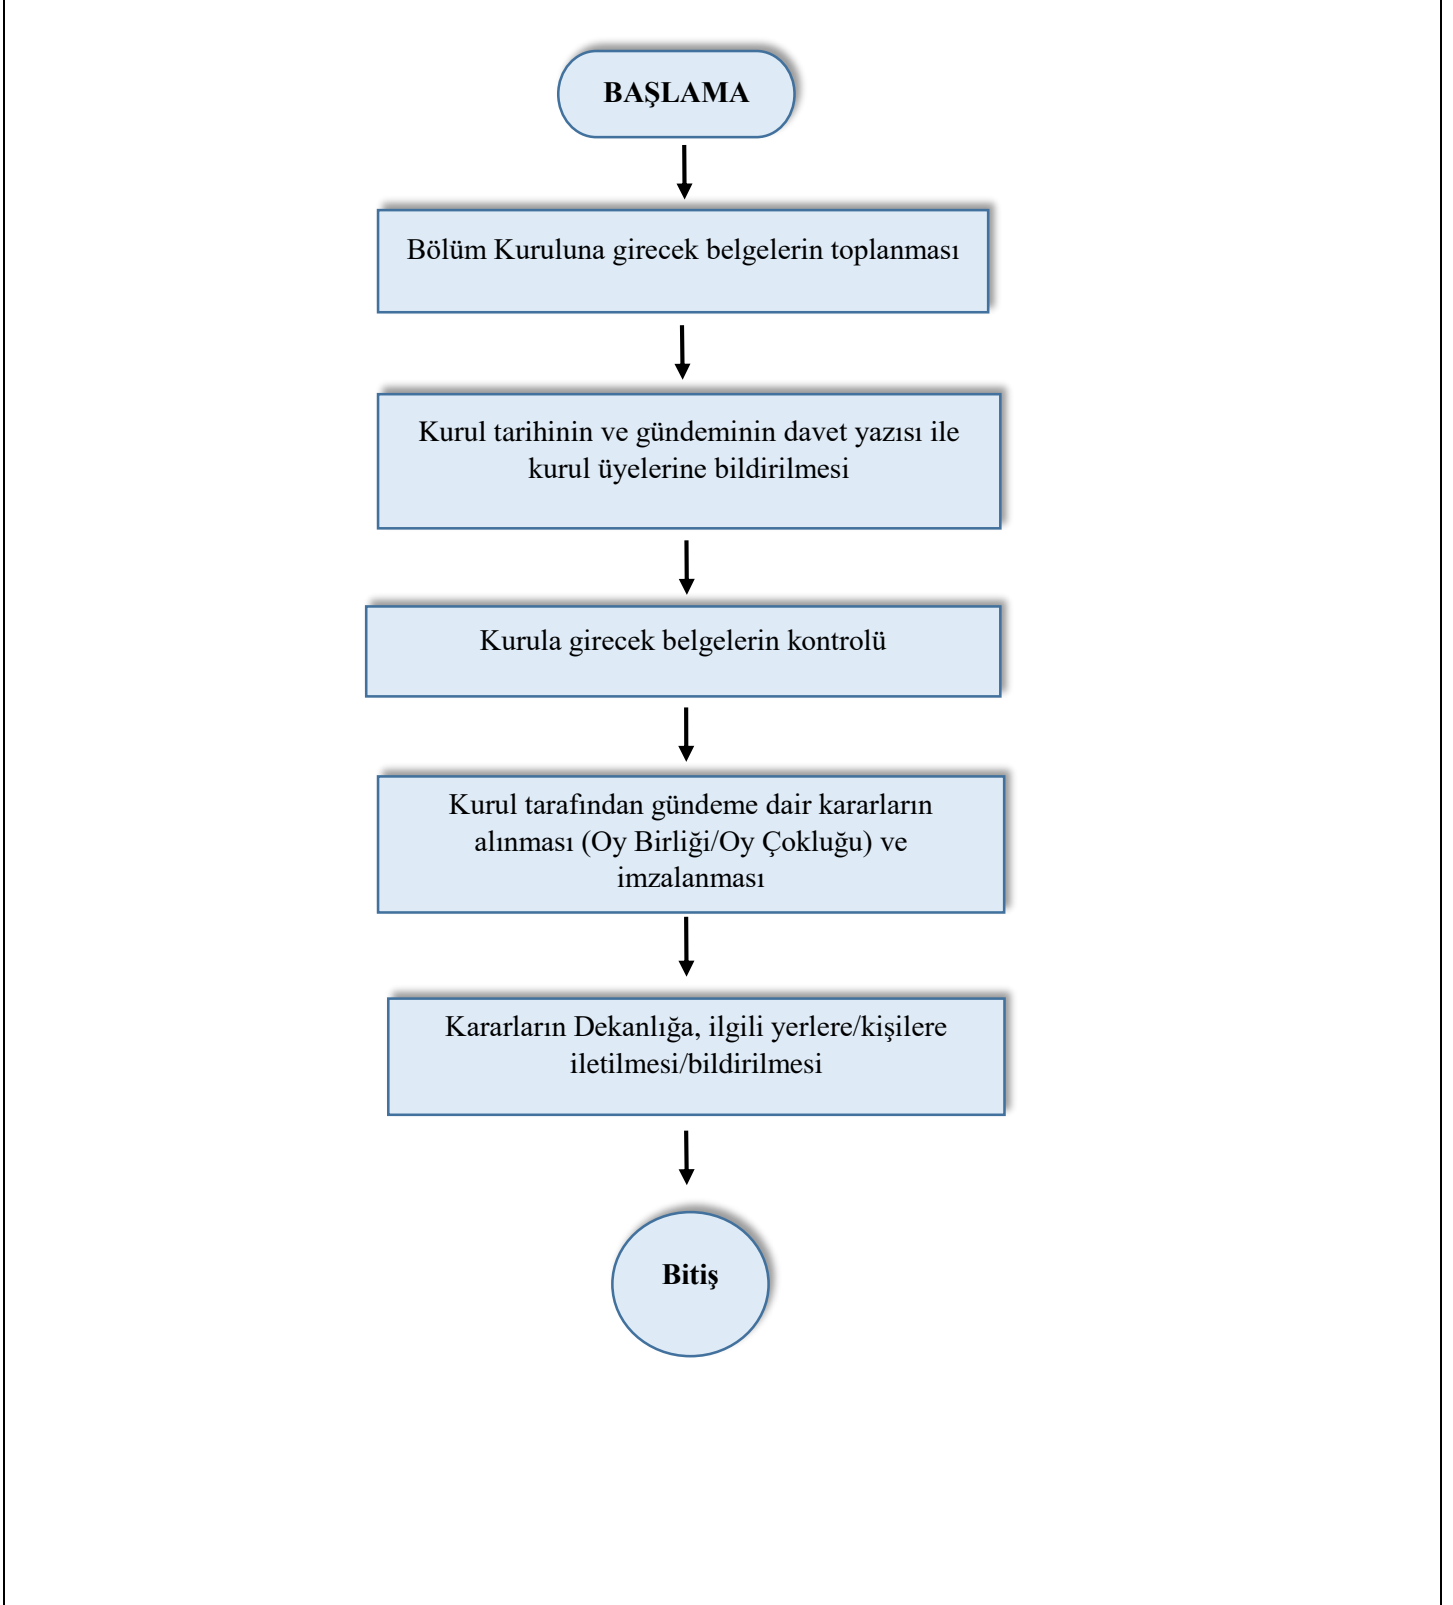 BAŞLAMA
Bölüm Kuruluna girecek belgelerin toplanması
Kurul tarihinin ve gündeminin davet yazısı ile
kurul üyelerine bildirilmesi
Kurula girecek belgelerin kontrolü
Kurul tarafından gündeme dair kararların
alınması (Oy Birliği/Oy Çokluğu) ve
imzalanması
Kararların Dekanlığa, ilgili yerlere/kişilere
iletilmesi/bildirilmesi
Bitiş